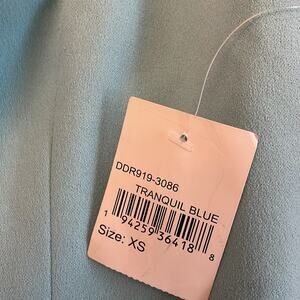 DDR919-3086
TRANQUIL BLUE
1 94259 36418 8
Size: XS